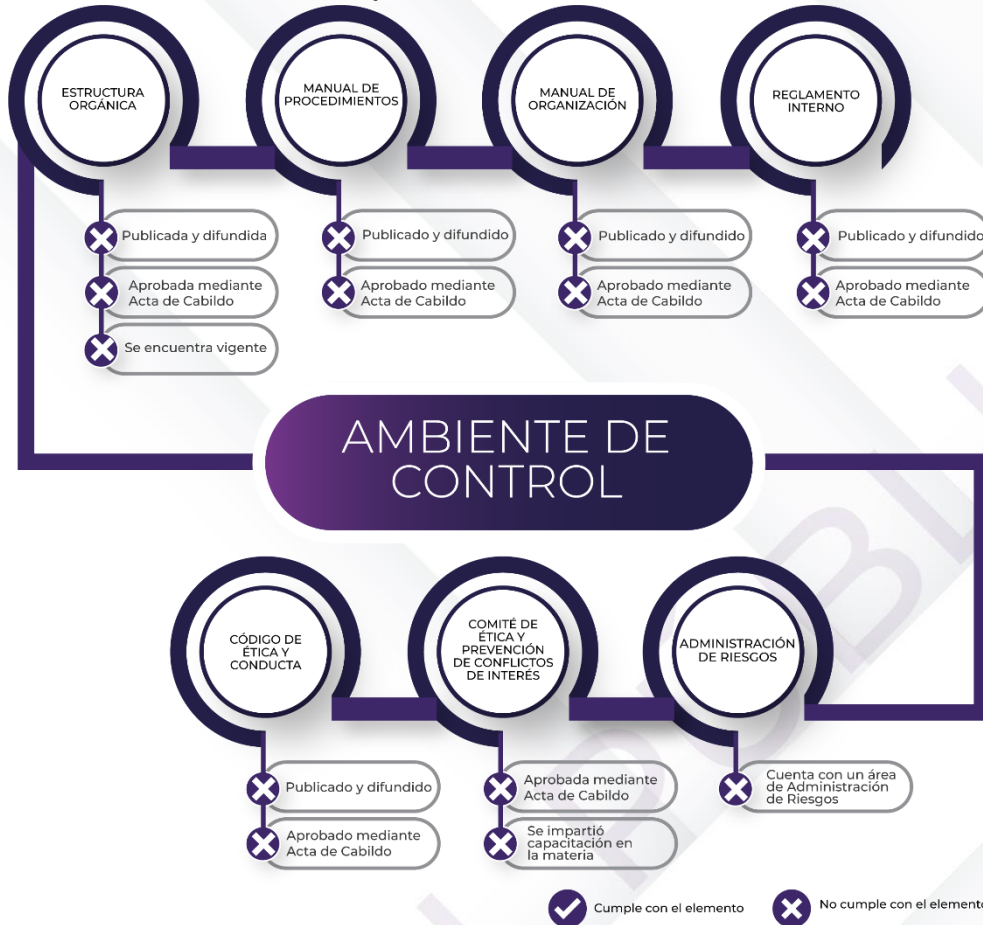 ESTRUCTURA
ORGÁNICA
MANUAL DE
PROCEDIMIENTOS
MANUAL DE
ORGANIZACIÓN
REGLAMENTO
INTERNO
Publicada y difundida
Aprobada mediante
Acta de Cabildo
Se encuentra vigente
Publicado y difundido
Aprobado mediante
Acta de Cabildo
Publicado y difundido
Aprobado mediante
Acta de Cabildo
Publicado y difundido
Aprobado mediante
Acta de Cabildo
AMBIENTE DE
CONTROL
CÓDIGO DE
ÉTICA Y
CONDUCTA
COMITÉ DE
ÉTICA Y
PREVENCIÓN
DE CONFLICTOS
DE INTERÉS
ADMINISTRACIÓN
DE RIESGOS
Publicado y difundido
Aprobado mediante
Acta de Cabildo
Aprobada mediante
Acta de Cabildo
Se impartió
capacitación en
la materia
Cuenta con un área
de Administración
de Riesgos
Cumple con el elemento
No cumple con el elemento